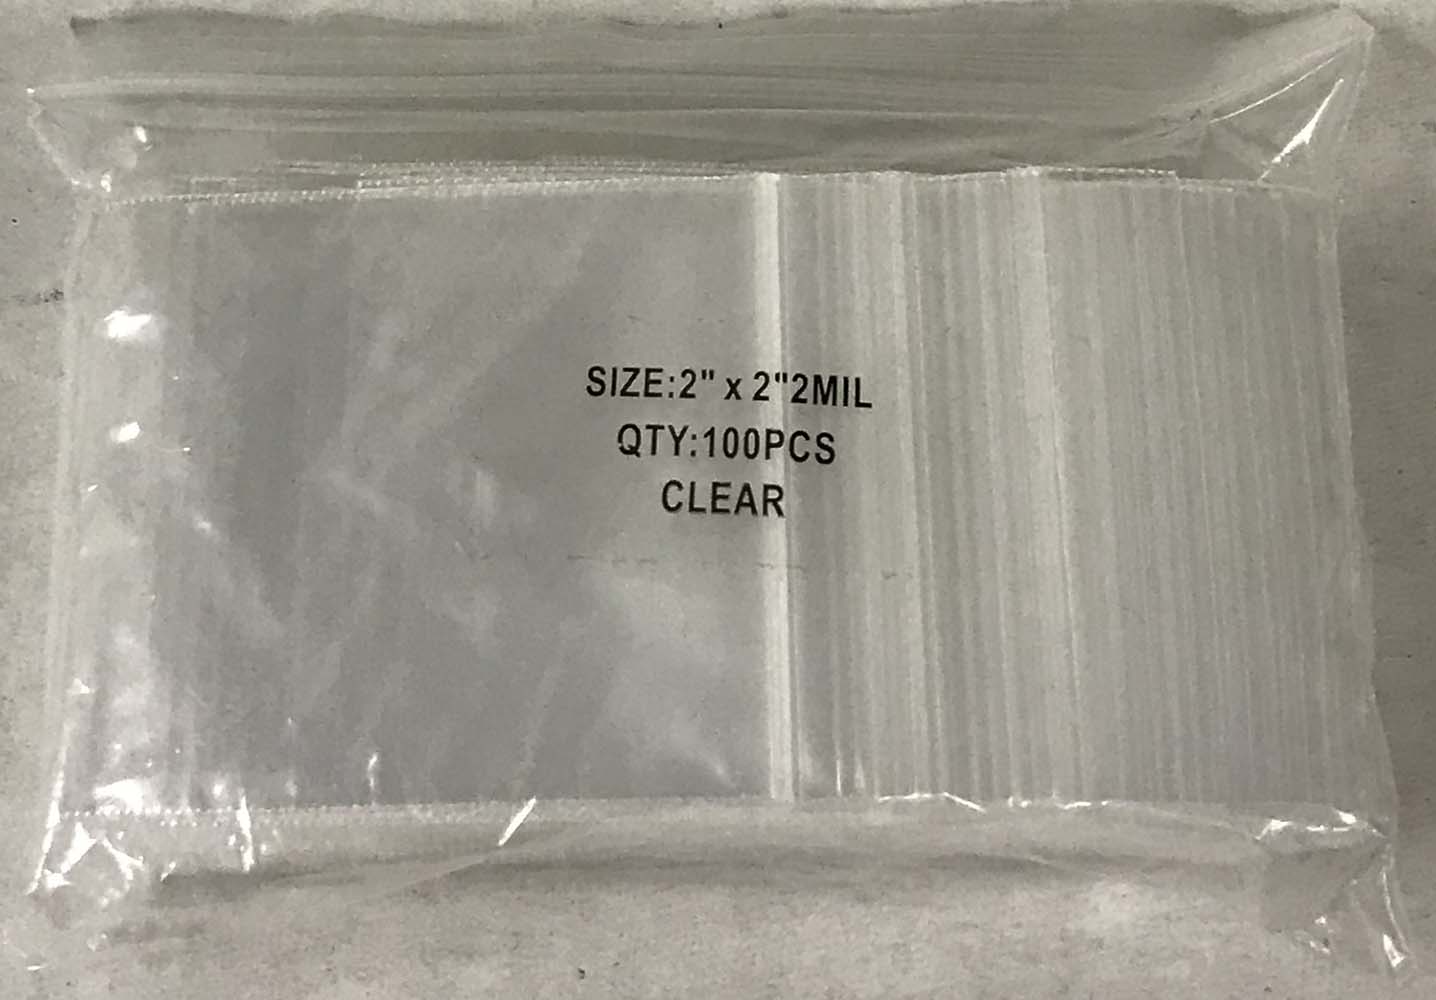 SIZE:2" x 2"2MIL
QTY:100PCS
CLEAR